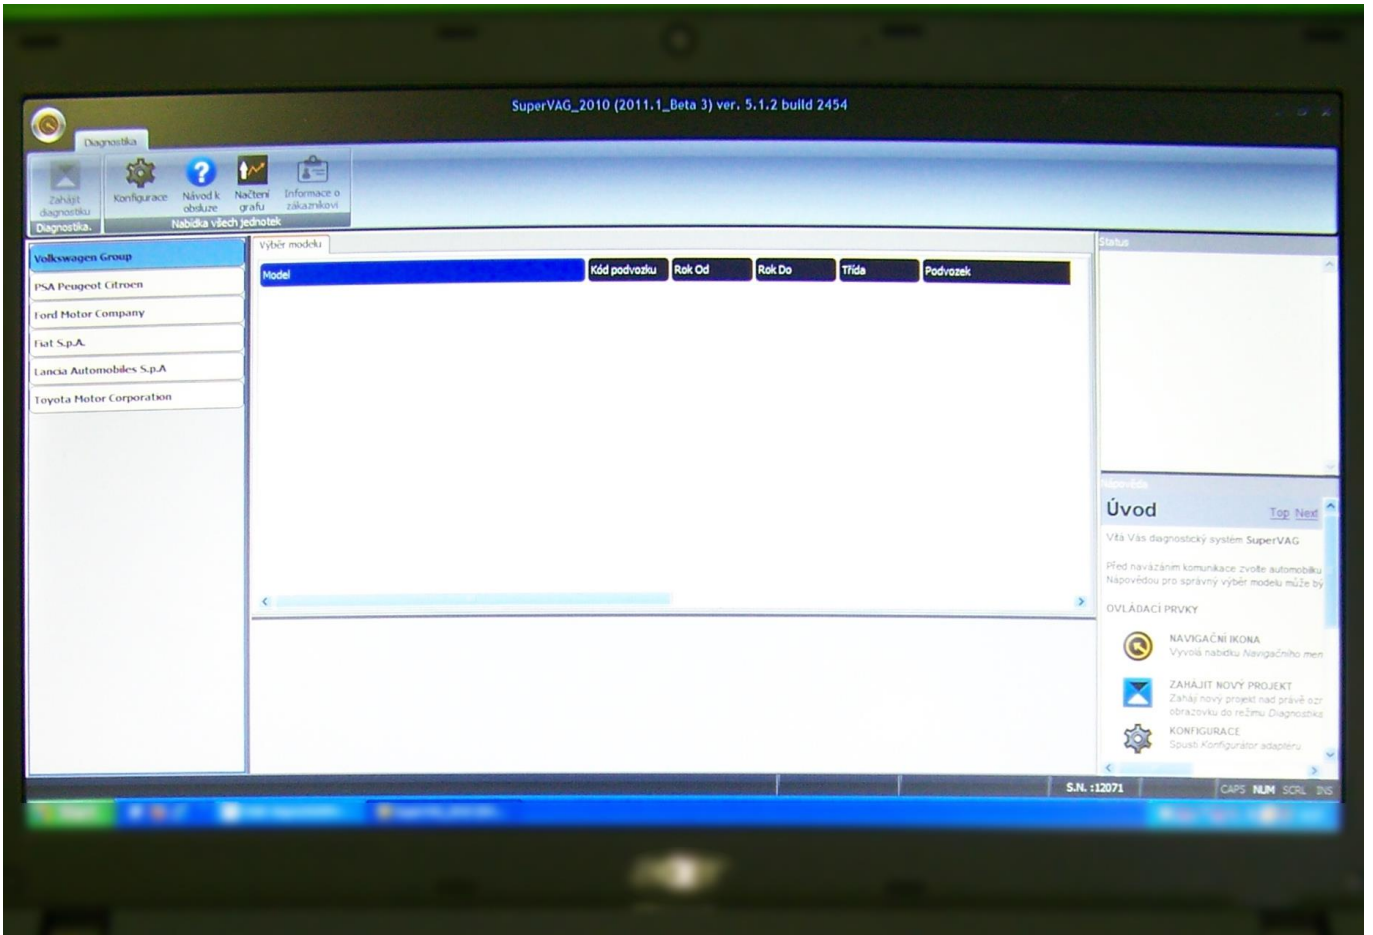 SuperVAG_2010 (2011.1_Beta 3) ver. 5.1.2 build 2454
Diagnostika
Zahájit
diagnostiku
Konfigurace
Návod k
obsluze
Načtení
grafu
Informace o
zákazníkovi
Diagnostika.
Nabídka všech jednotek
Volkswagen Group
PSA Peugeot Citroen
Ford Motor Company
Fiat S.p.A.
Lancia Automobiles S.p.A
Toyota Motor Corporation
Výběr modelu
Model
Kód podvozku
Rok Od
Rok Do
Třída
Podvozek
Status
Nápověda
Úvod
Top Next
Vítá Vás diagnostický systém SuperVAG
Před navázáním komunikace zvolte automobilku
Nápovědou pro správný výběr modelu může bý
OVLÁDACÍ PRVKY
NAVIGAČNÍ IKONA
Vyvolá nabídku Navigačního men
ZAHÁJIT NOVÝ PROJEKT
Zahájí nový projekt nad právě ozr
obrazovku do režimu Diagnostika
KONFIGURACE
Spustí Konfigurátor adaptéru
S.N. :12071
CAPS NUM SCRL INS